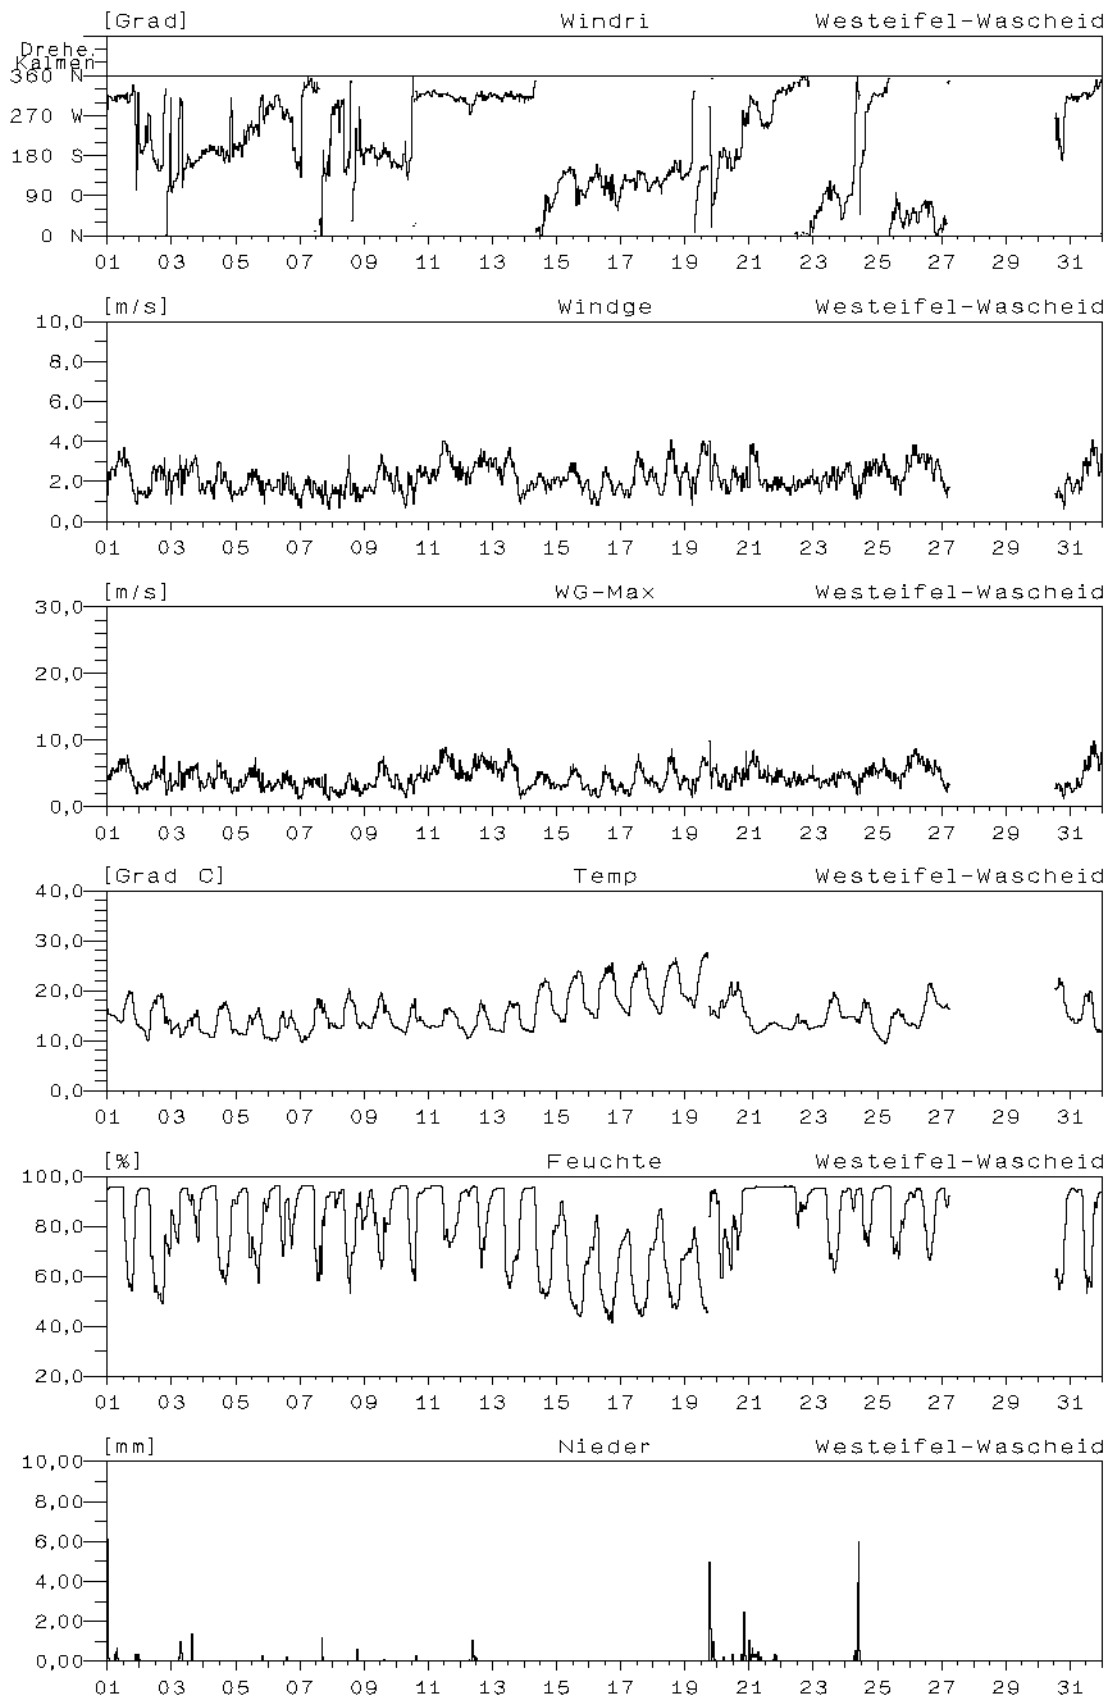 [Grad] Windri Westeifel-Wascheid
Drehe.
Kalmen
360 N
270 W
180 S
90 O
0 N
01 03 05 07 09 11 13 15 17 19 21 23 25 27 29 31
[m/s] Windge Westeifel-Wascheid
10,0
8,0
6,0
4,0
2,0
0,0
01 03 05 07 09 11 13 15 17 19 21 23 25 27 29 31
[m/s] WG-Max Westeifel-Wascheid
30,0
20,0
10,0
0,0
01 03 05 07 09 11 13 15 17 19 21 23 25 27 29 31
[Grad C] Temp Westeifel-Wascheid
40,0
30,0
20,0
10,0
0,0
01 03 05 07 09 11 13 15 17 19 21 23 25 27 29 31
[%] Feuchte Westeifel-Wascheid
100,0
80,0
60,0
40,0
20,0
01 03 05 07 09 11 13 15 17 19 21 23 25 27 29 31
[mm] Nieder Westeifel-Wascheid
10,00
8,00
6,00
4,00
2,00
0,00
01 03 05 07 09 11 13 15 17 19 21 23 25 27 29 31